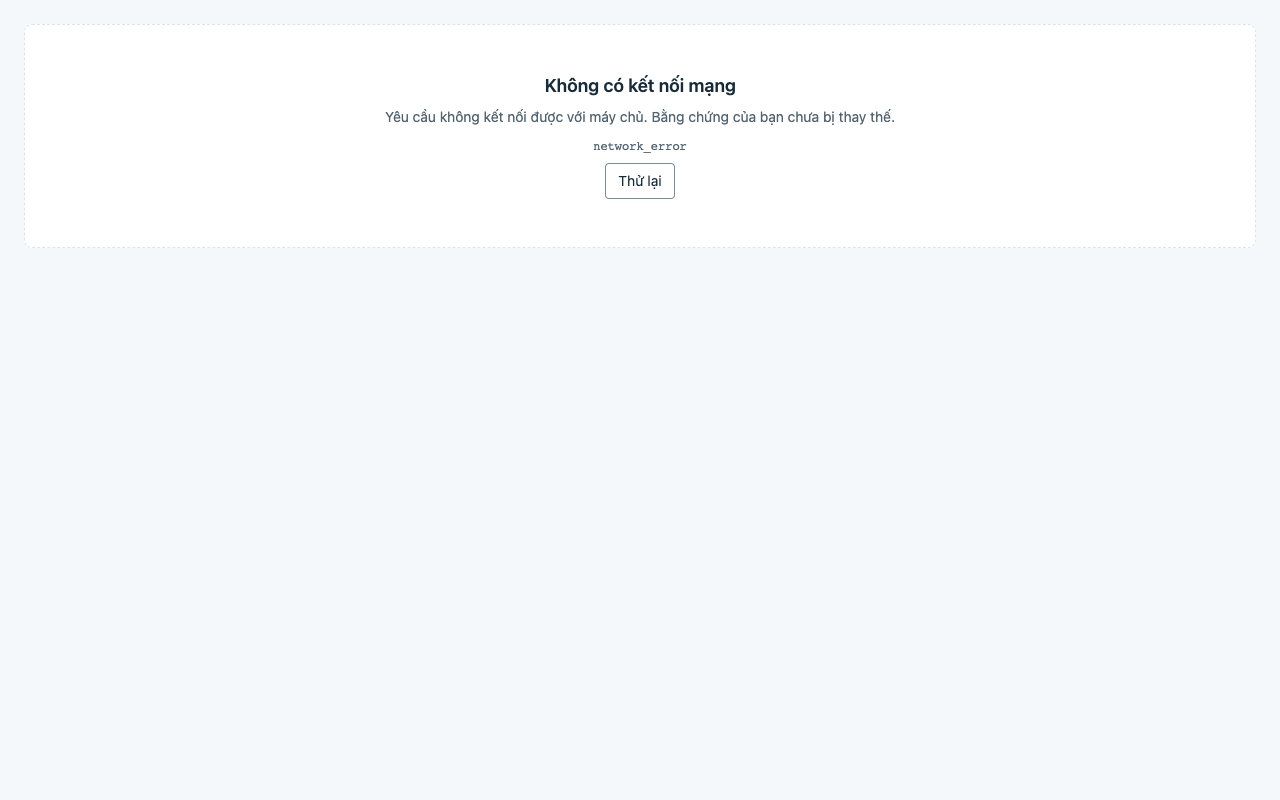 Không có kết nối mạng
Yêu cầu không kết nối được với máy chủ. Bằng chứng của bạn chưa bị thay thế.
network_error
Thử lại